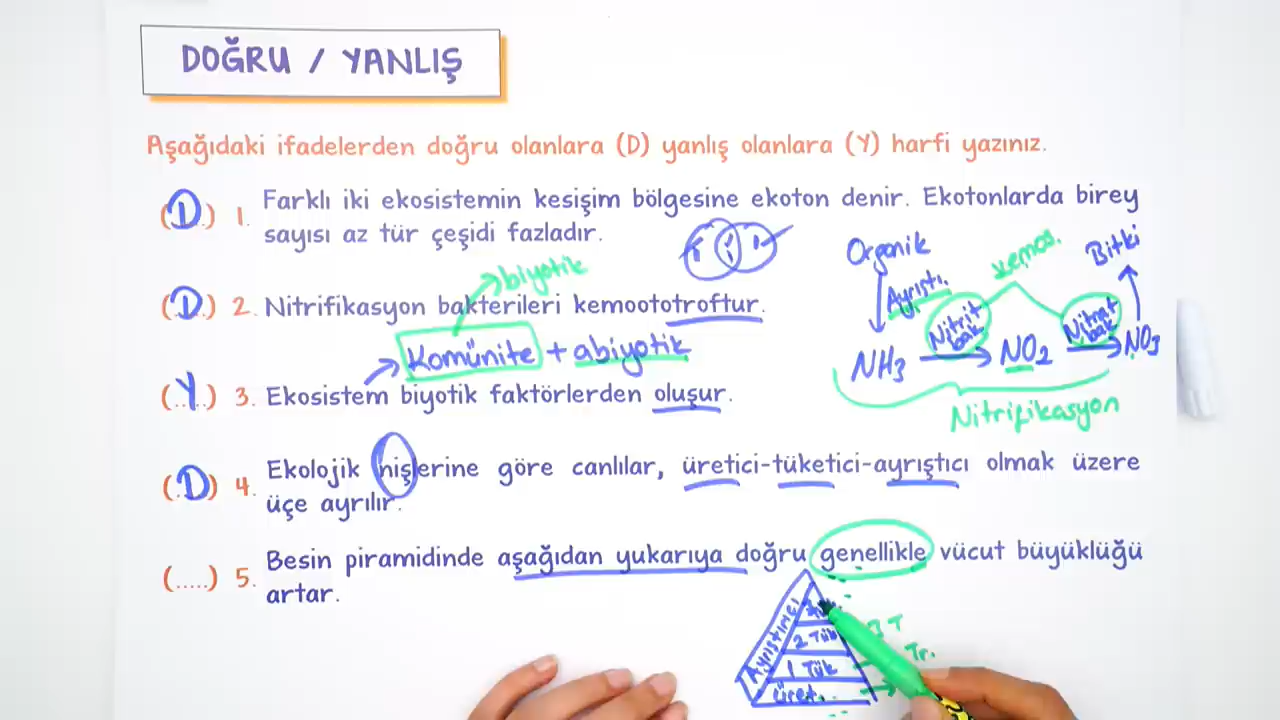 DOĞRU / YANLIŞ
Aşağıdaki ifadelerden doğru olanlara (D) yanlış olanlara (Y) harfi yazınız.
(D) 1. Farklı iki ekosistemin kesişim bölgesine ekoton denir. Ekotonlarda birey
sayısı az tür çeşidi fazladır.
Organik
Kemos.
Bitki
biyotik
Ayrıştı.
(D) 2. Nitrifikasyon bakterileri kemoototroftur.
Nitrit
bak
Nitrat
bak
Komünite + abiyotik
NH3 NO2 NO3
(Y) 3. Ekosistem biyotik faktörlerden oluşur.
Nitrifikasyon
(D) 4. Ekolojik nişlerine göre canlılar, üretici-tüketici-ayrıştıcı olmak üzere
üçe ayrılır.
(.....) 5. Besin piramidinde aşağıdan yukarıya doğru genellikle vücut büyüklüğü
artar.
Ayrıştırıcı
2 Tük
1 Tük
Üret.
Tr.